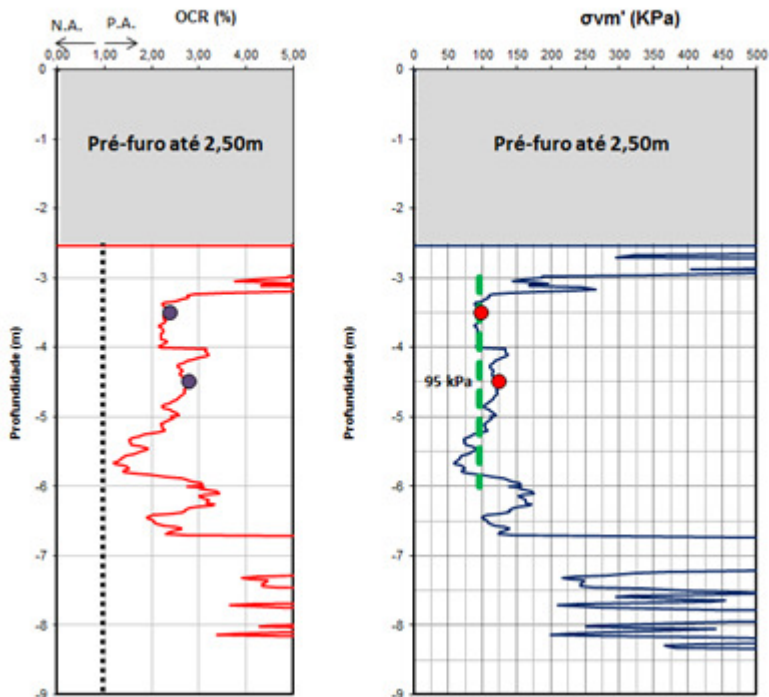 N.A.
P.A.
OCR (%)
0,00 1,00 2,00 3,00 4,00 5,00
0
-1
-2
-3
-4
-5
-6
-7
-8
-9
Profundidade (m)
Pré-furo até 2,50m
σvm' (KPa)
0 50 100 150 200 250 300 350 400 450 500
0
-1
-2
-3
-4
-5
-6
-7
-8
-9
Profundidade (m)
Pré-furo até 2,50m
95 kPa